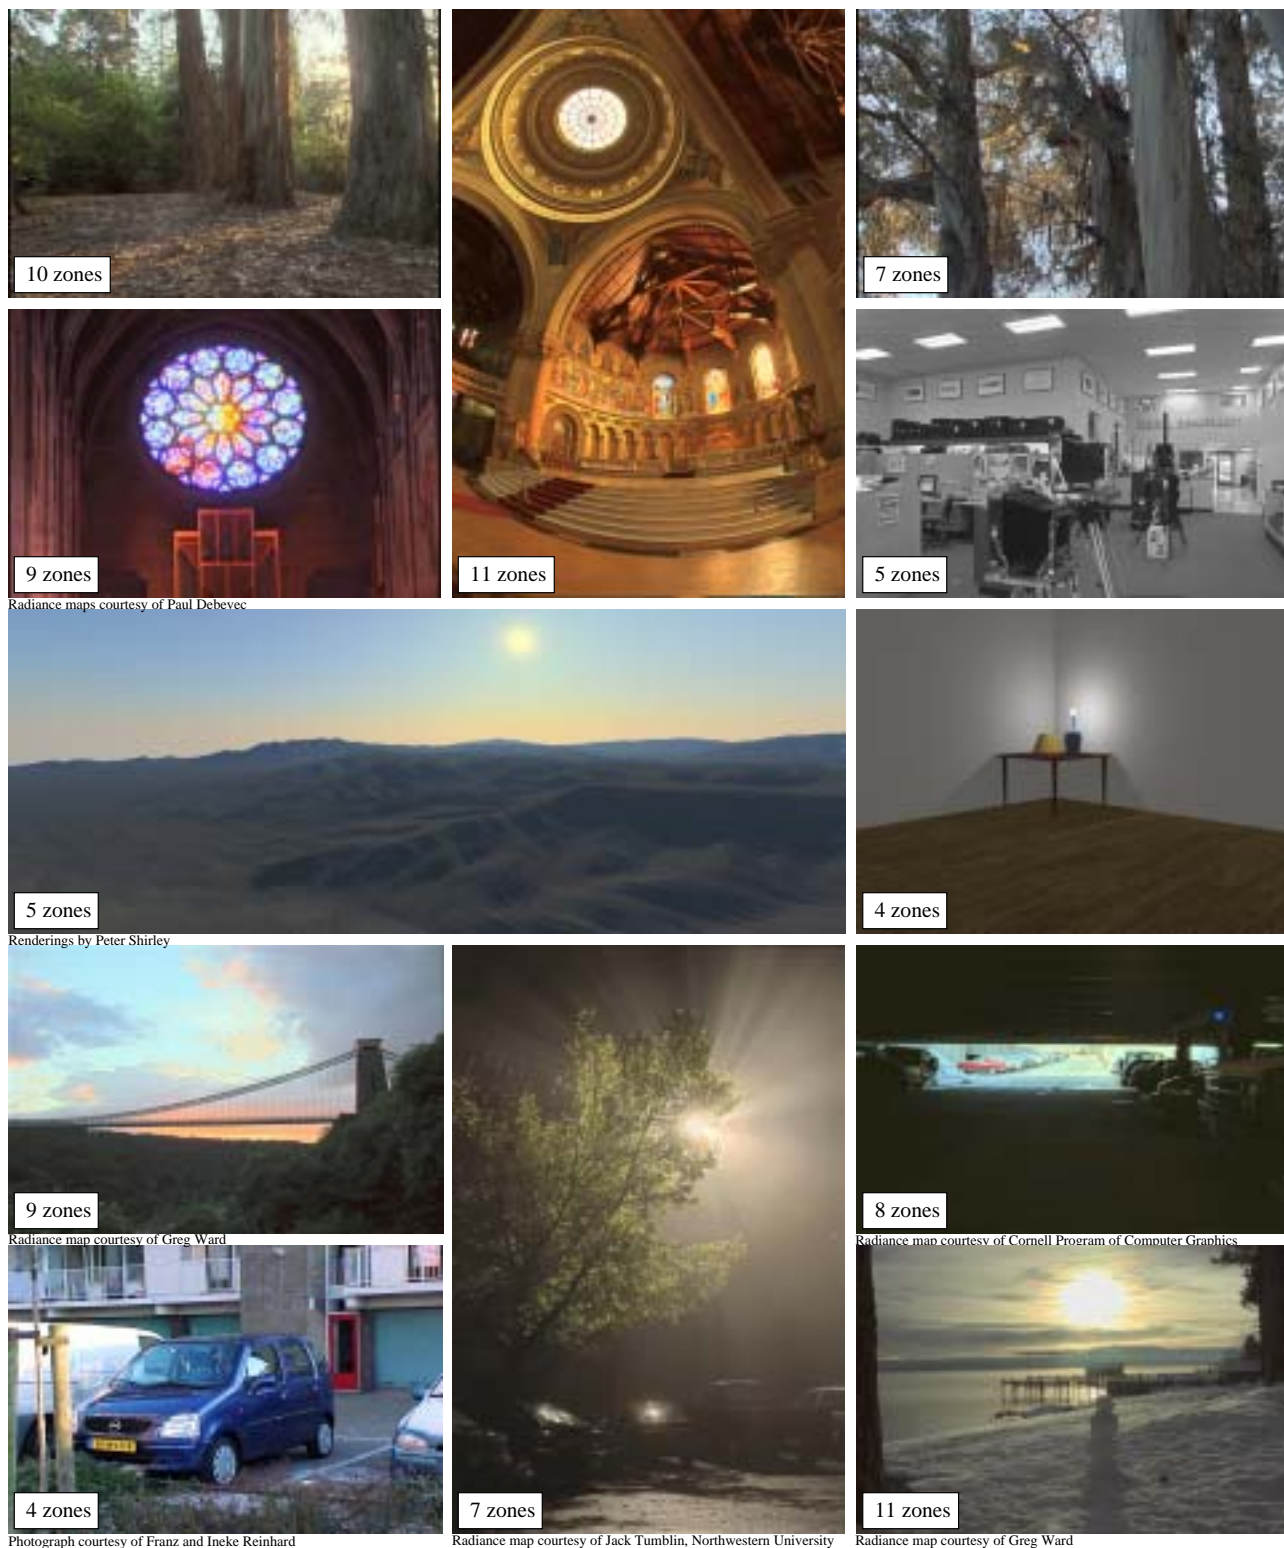 10 zones
11 zones
7 zones
9 zones
5 zones
Radiance maps courtesy of Paul Debevec
5 zones
4 zones
Renderings by Peter Shirley
9 zones
Radiance map courtesy of Greg Ward
7 zones
8 zones
Radiance map courtesy of Cornell Program of Computer Graphics
4 zones
Photograph courtesy of Franz and Ineke Reinhard
Radiance map courtesy of Jack Tumblin, Northwestern University
11 zones
Radiance map courtesy of Greg Ward